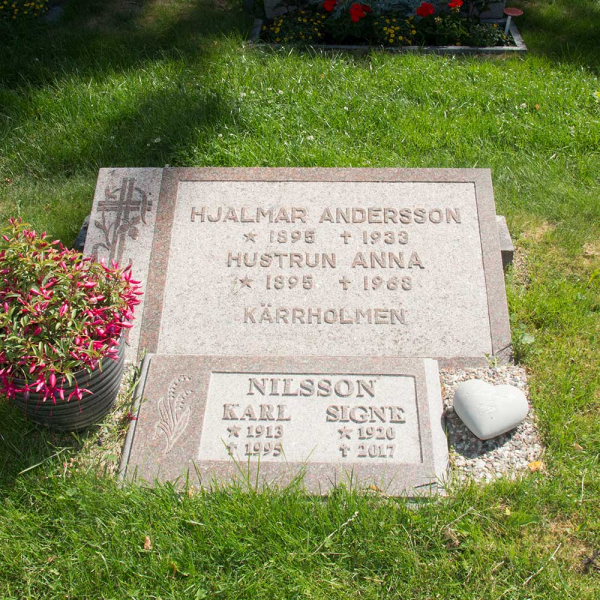 HJALMAR ANDERSSON
* 1895 † 1933
HUSTRUN ANNA
* 1895 † 1968
KÄRRHOLMEN
NILSSON
KARL SIGNE
* 1913 * 1920
† 1995 † 2017